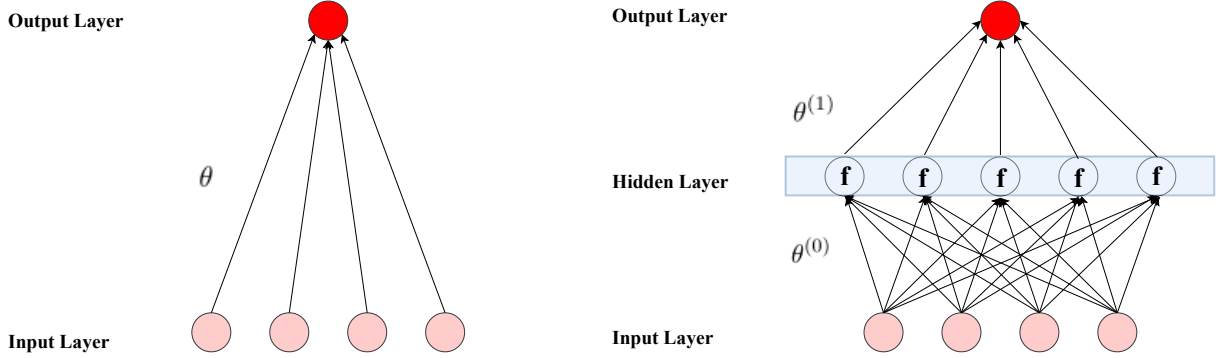 Output Layer
θ
Input Layer
Output Layer
θ⁽¹⁾
Hidden Layer
f f f f f
θ⁽⁰⁾
Input Layer